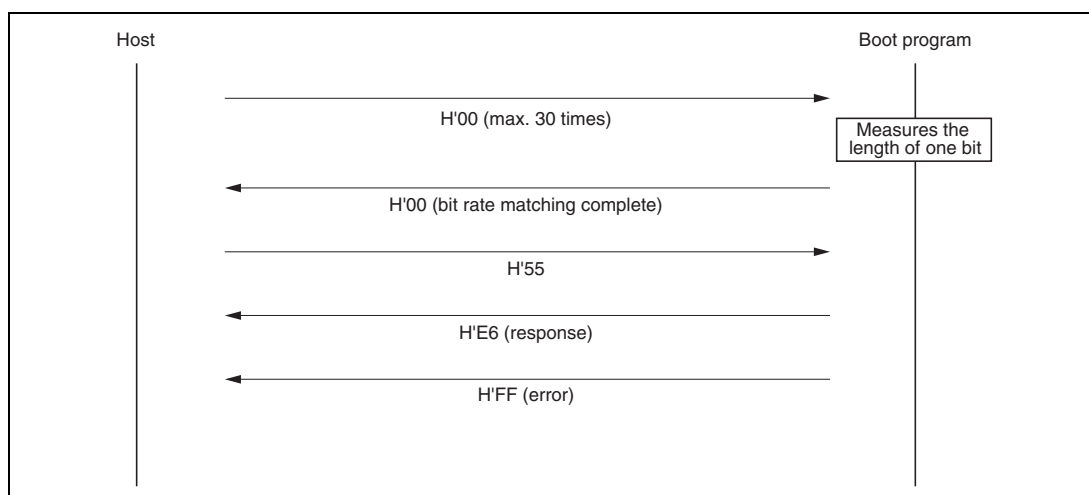 Host
Boot program
H'00 (max. 30 times)
Measures the
length of one bit
H'00 (bit rate matching complete)
H'55
H'E6 (response)
H'FF (error)